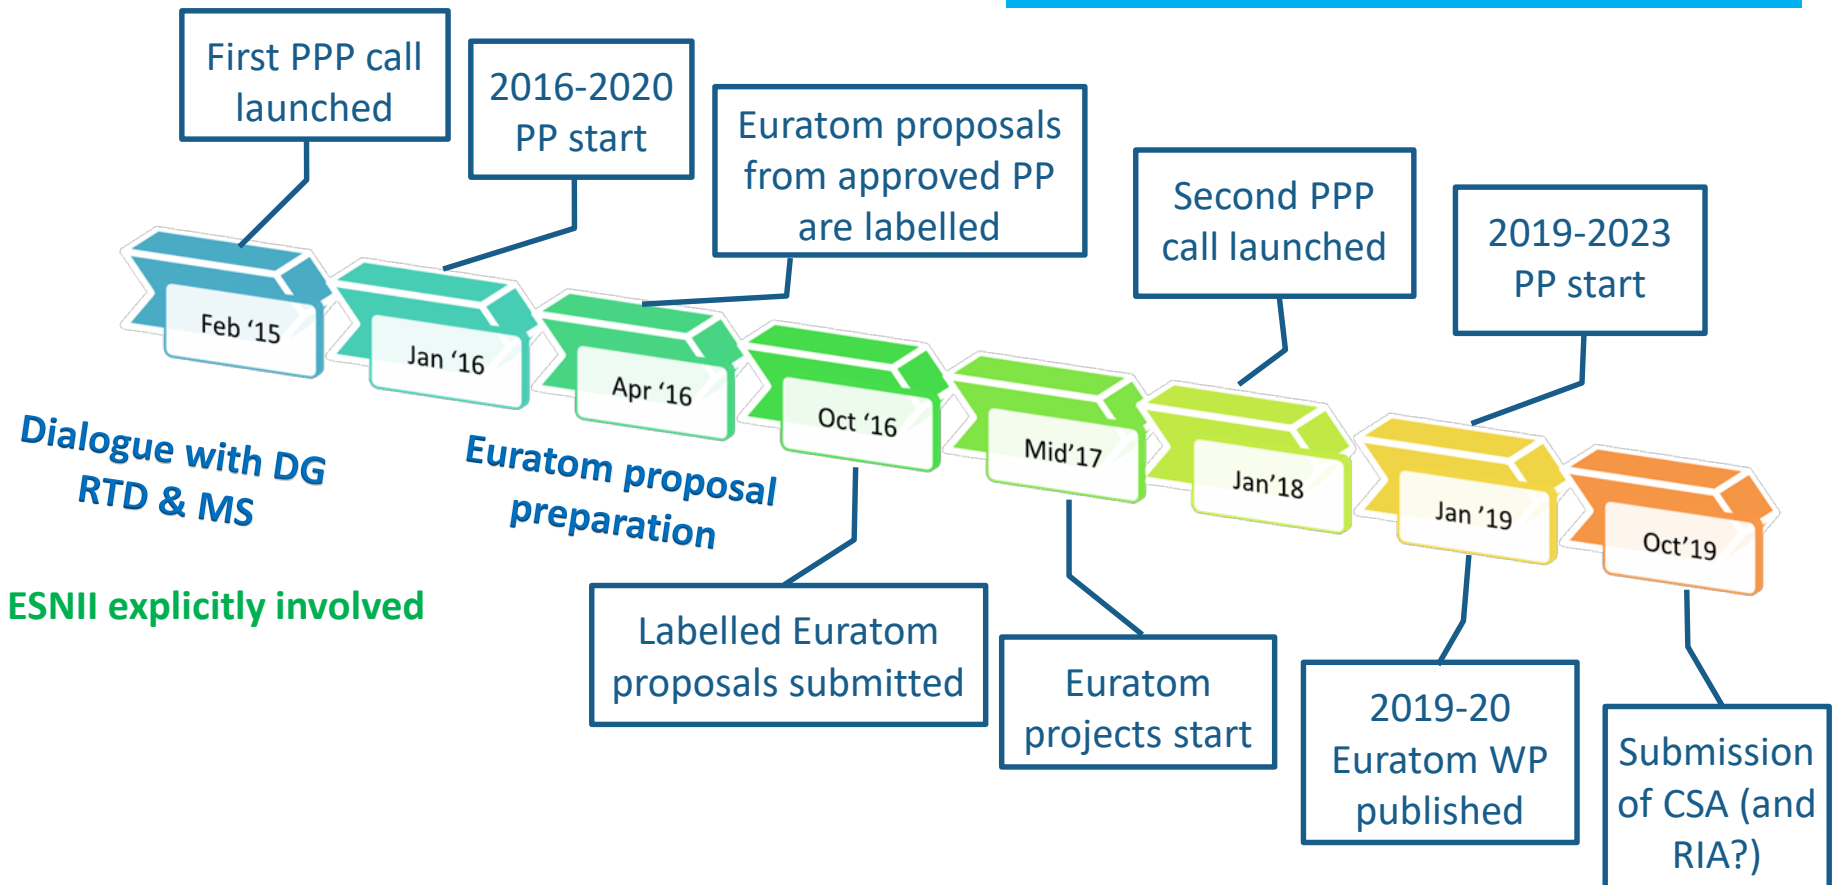 First PPP call
launched
2016-2020
PP start
Euratom proposals
from approved PP
are labelled
Second PPP
call launched
2019-2023
PP start
Feb ‘15
Jan ‘16
Apr ‘16
Oct ‘16
Mid’17
Jan’18
Jan ’19
Oct’19
Dialogue with DG
RTD & MS
Euratom proposal
preparation
ESNII explicitly involved
Labelled Euratom
proposals submitted
Euratom
projects start
2019-20
Euratom WP
published
Submission
of CSA (and
RIA?)